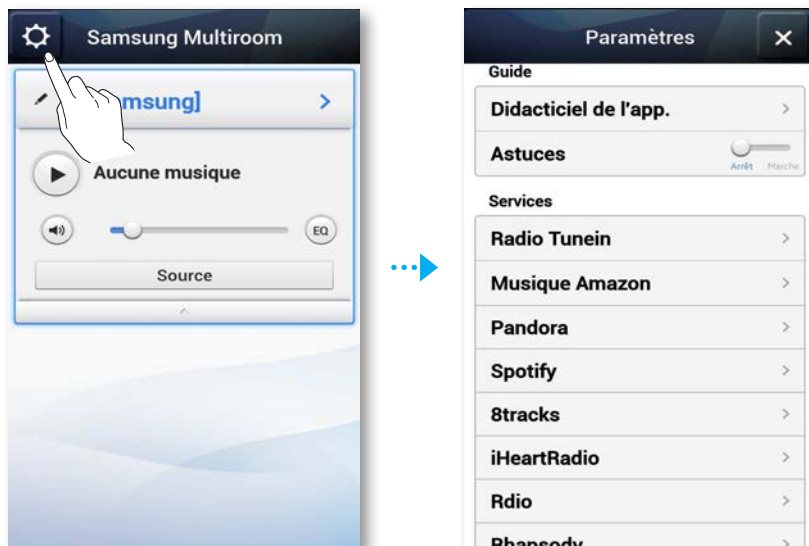 Samsung Multiroom
msung]
Aucune musique
EQ
Source
Paramètres
Guide
Didacticiel de l'app.
Astuces
Arrêt Marche
Services
Radio Tunein
Musique Amazon
Pandora
Spotify
8tracks
iHeartRadio
Rdio
Rhapsody